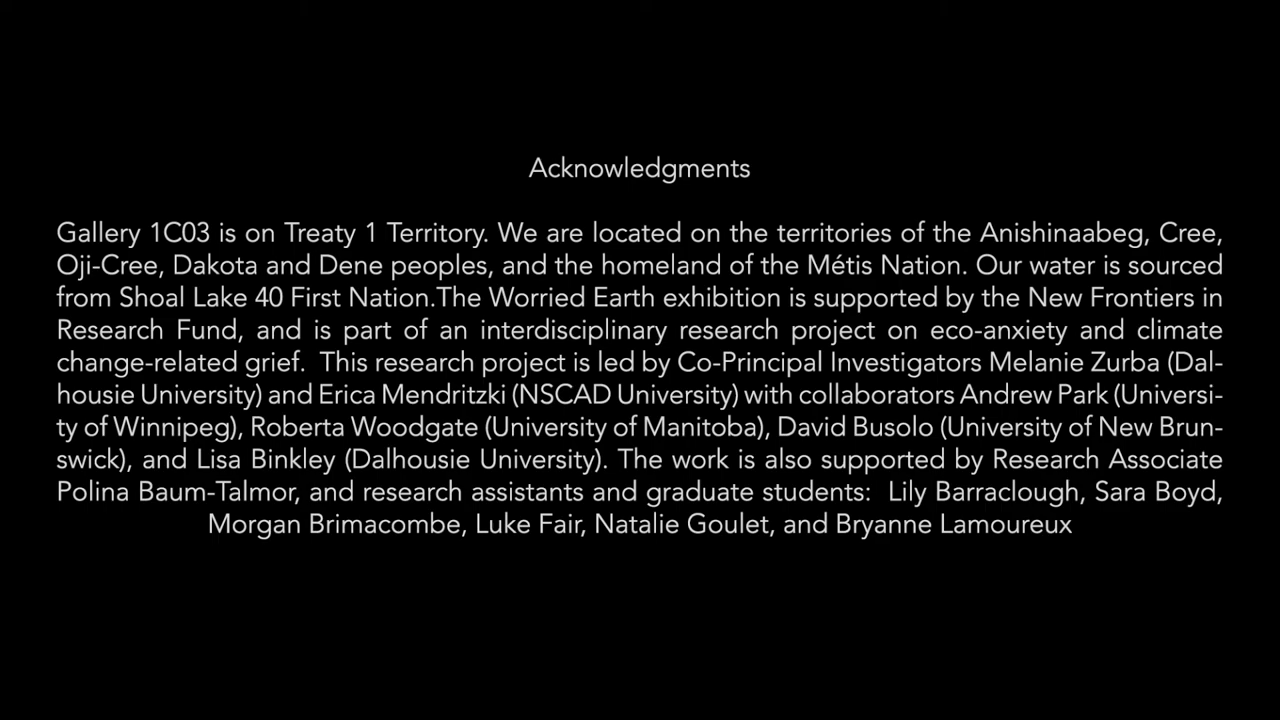 Acknowledgments
Gallery 1C03 is on Treaty 1 Territory. We are located on the territories of the Anishinaabeg, Cree,
Oji-Cree, Dakota and Dene peoples, and the homeland of the Métis Nation. Our water is sourced
from Shoal Lake 40 First Nation.The Worried Earth exhibition is supported by the New Frontiers in
Research Fund, and is part of an interdisciplinary research project on eco-anxiety and climate
change-related grief.  This research project is led by Co-Principal Investigators Melanie Zurba (Dal-
housie University) and Erica Mendritzki (NSCAD University) with collaborators Andrew Park (Universi-
ty of Winnipeg), Roberta Woodgate (University of Manitoba), David Busolo (University of New Brun-
swick), and Lisa Binkley (Dalhousie University). The work is also supported by Research Associate
Polina Baum-Talmor, and research assistants and graduate students:  Lily Barraclough, Sara Boyd,
Morgan Brimacombe, Luke Fair, Natalie Goulet, and Bryanne Lamoureux